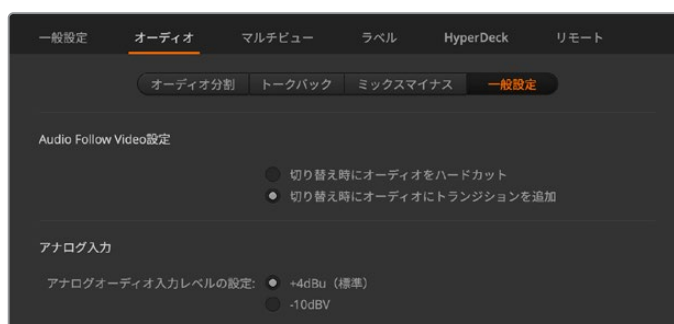 一般設定 オーディオ マルチビュー ラベル HyperDeck リモート
オーディオ分割 トークバック ミックスマイナス 一般設定
Audio Follow Video設定
切り替え時にオーディオをハードカット
切り替え時にオーディオにトランジションを追加
アナログ入力
アナログオーディオ入力レベルの設定: +4dBu（標準）
-10dBV